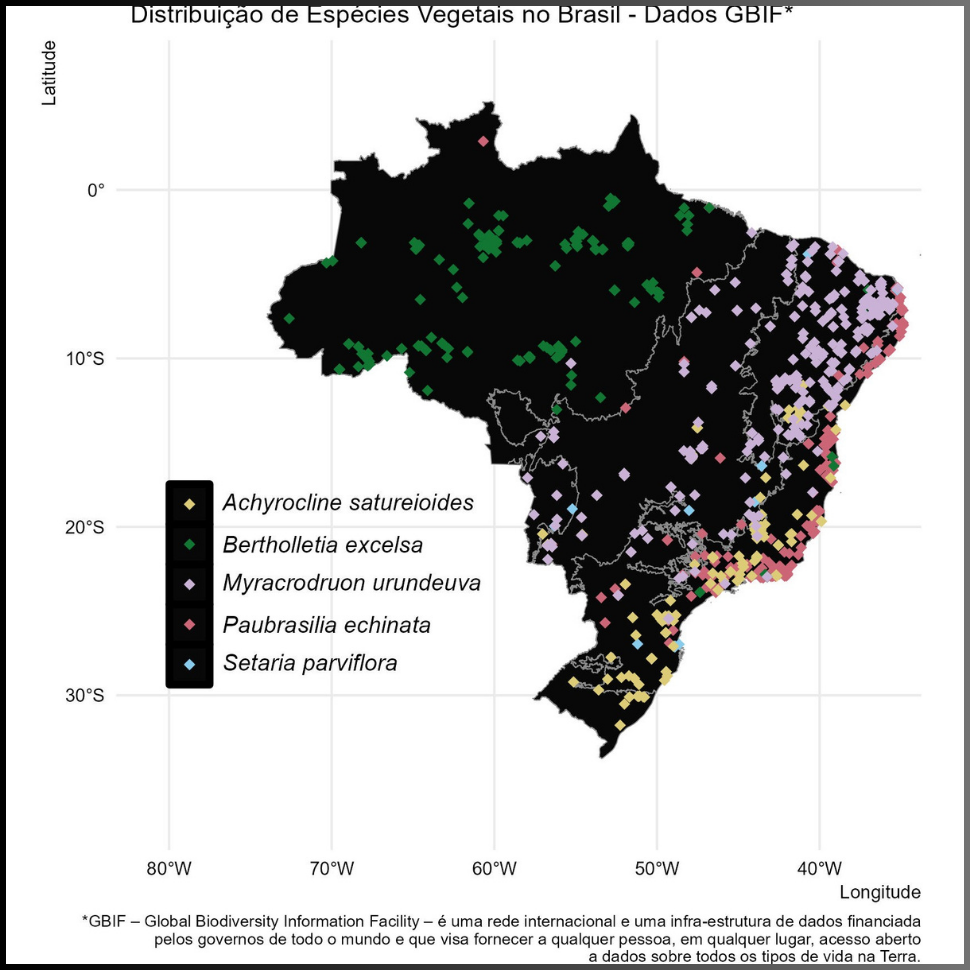 Distribuição de Espécies Vegetais no Brasil - Dados GBIF*
Latitude
0°
10°S
20°S
30°S
Achyrocline satureioides
Bertholletia excelsa
Myracrodruon urundeuva
Paubrasilia echinata
Setaria parviflora
80°W 70°W 60°W 50°W 40°W
Longitude
*GBIF – Global Biodiversity Information Facility – é uma rede internacional e uma infra-estrutura de dados financiada
pelos governos de todo o mundo e que visa fornecer a qualquer pessoa, em qualquer lugar, acesso aberto
a dados sobre todos os tipos de vida na Terra.